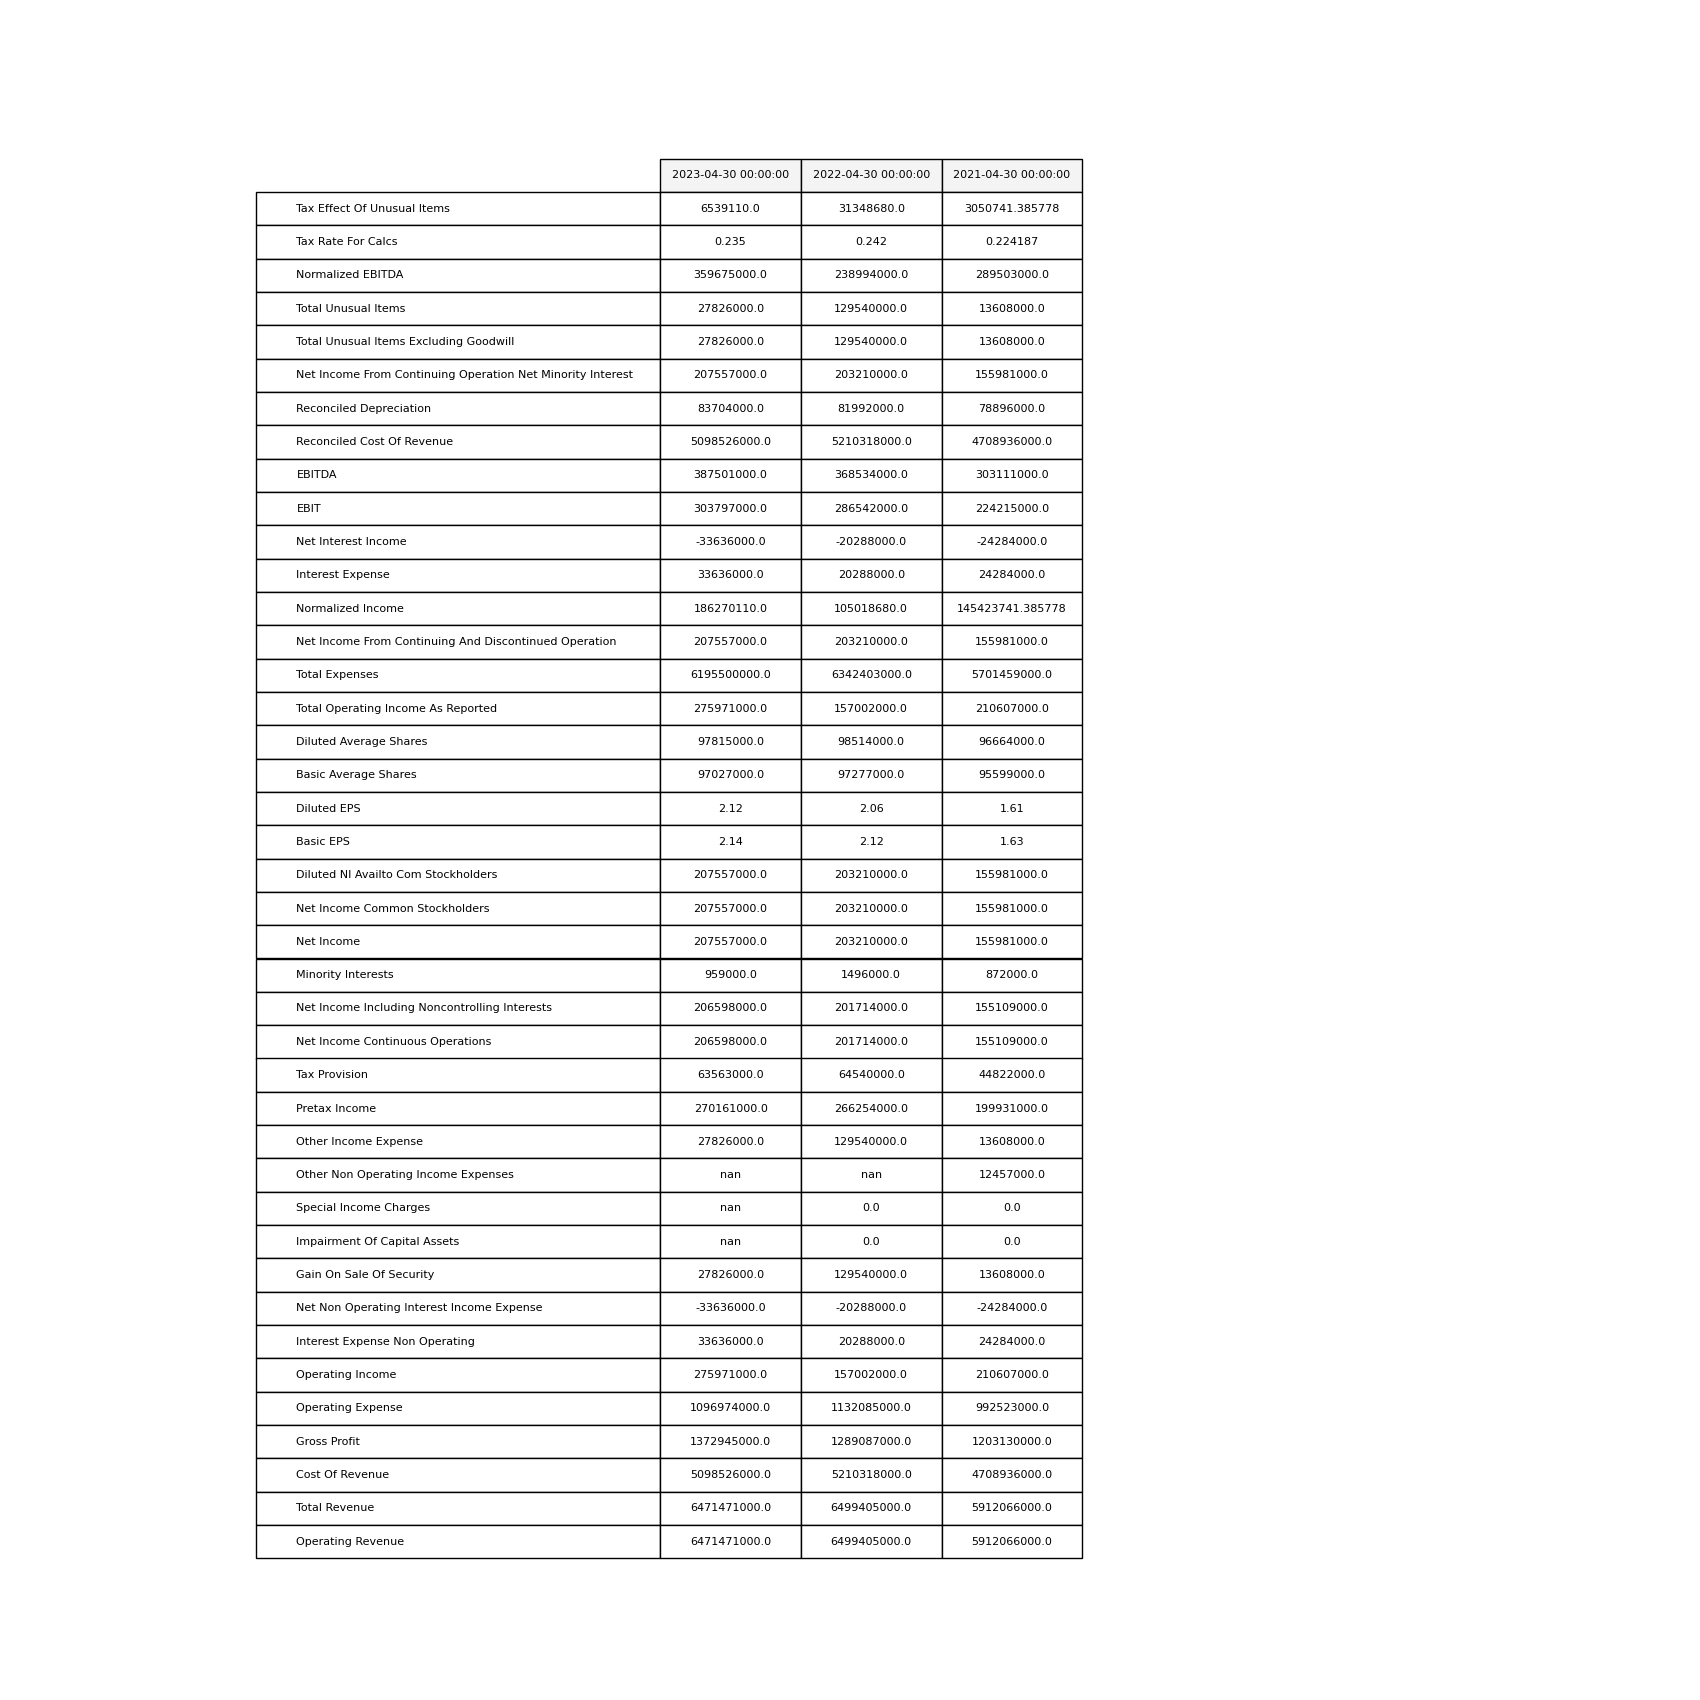 2023-04-30 00:00:00 2022-04-30 00:00:00 2021-04-30 00:00:00
Tax Effect Of Unusual Items 6539110.0 31348680.0 3050741.385778
Tax Rate For Calcs 0.235 0.242 0.224187
Normalized EBITDA 359675000.0 238994000.0 289503000.0
Total Unusual Items 27826000.0 129540000.0 13608000.0
Total Unusual Items Excluding Goodwill 27826000.0 129540000.0 13608000.0
Net Income From Continuing Operation Net Minority Interest 207557000.0 203210000.0 155981000.0
Reconciled Depreciation 83704000.0 81992000.0 78896000.0
Reconciled Cost Of Revenue 5098526000.0 5210318000.0 4708936000.0
EBITDA 387501000.0 368534000.0 303111000.0
EBIT 303797000.0 286542000.0 224215000.0
Net Interest Income -33636000.0 -20288000.0 -24284000.0
Interest Expense 33636000.0 20288000.0 24284000.0
Normalized Income 186270110.0 105018680.0 145423741.385778
Net Income From Continuing And Discontinued Operation 207557000.0 203210000.0 155981000.0
Total Expenses 6195500000.0 6342403000.0 5701459000.0
Total Operating Income As Reported 275971000.0 157002000.0 210607000.0
Diluted Average Shares 97815000.0 98514000.0 96664000.0
Basic Average Shares 97027000.0 97277000.0 95599000.0
Diluted EPS 2.12 2.06 1.61
Basic EPS 2.14 2.12 1.63
Diluted NI Availto Com Stockholders 207557000.0 203210000.0 155981000.0
Net Income Common Stockholders 207557000.0 203210000.0 155981000.0
Net Income 207557000.0 203210000.0 155981000.0
Minority Interests 959000.0 1496000.0 872000.0
Net Income Including Noncontrolling Interests 206598000.0 201714000.0 155109000.0
Net Income Continuous Operations 206598000.0 201714000.0 155109000.0
Tax Provision 63563000.0 64540000.0 44822000.0
Pretax Income 270161000.0 266254000.0 199931000.0
Other Income Expense 27826000.0 129540000.0 13608000.0
Other Non Operating Income Expenses nan nan 12457000.0
Special Income Charges nan 0.0 0.0
Impairment Of Capital Assets nan 0.0 0.0
Gain On Sale Of Security 27826000.0 129540000.0 13608000.0
Net Non Operating Interest Income Expense -33636000.0 -20288000.0 -24284000.0
Interest Expense Non Operating 33636000.0 20288000.0 24284000.0
Operating Income 275971000.0 157002000.0 210607000.0
Operating Expense 1096974000.0 1132085000.0 992523000.0
Gross Profit 1372945000.0 1289087000.0 1203130000.0
Cost Of Revenue 5098526000.0 5210318000.0 4708936000.0
Total Revenue 6471471000.0 6499405000.0 5912066000.0
Operating Revenue 6471471000.0 6499405000.0 5912066000.0